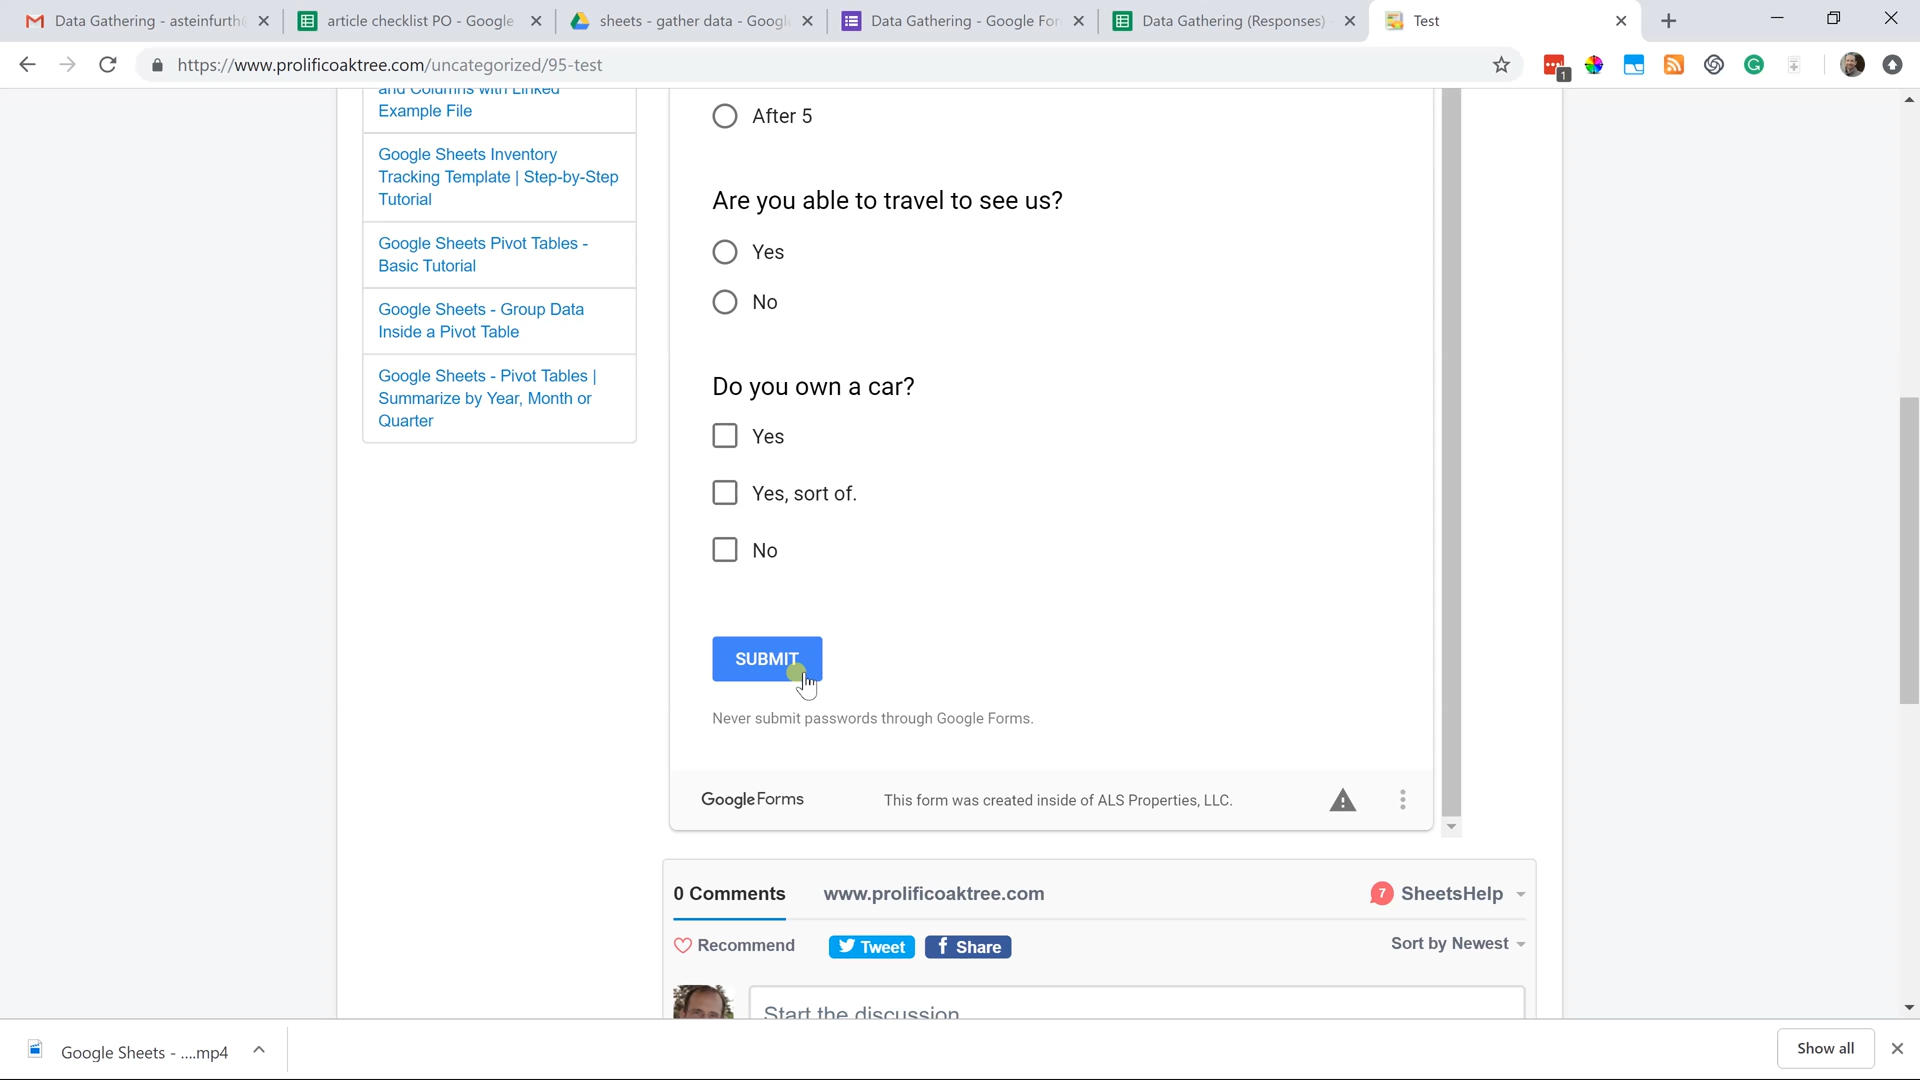 Data Gathering - asteinfurth
article checklist PO - Google
sheets - gather data - Googl
Data Gathering - Google For
Data Gathering (Responses) -
Test
https://www.prolificoaktree.com/uncategorized/95-test
1
and Columns with Linked
Example File
Google Sheets Inventory
Tracking Template | Step-by-Step
Tutorial
Google Sheets Pivot Tables -
Basic Tutorial
Google Sheets - Group Data
Inside a Pivot Table
Google Sheets - Pivot Tables |
Summarize by Year, Month or
Quarter
After 5
Are you able to travel to see us?
Yes
No
Do you own a car?
Yes
Yes, sort of.
No
SUBMIT
Never submit passwords through Google Forms.
Google Forms
This form was created inside of ALS Properties, LLC.
0 Comments
www.prolificoaktree.com
7
SheetsHelp
Recommend
Tweet
Share
Sort by Newest
Start the discussion
Google Sheets - ....mp4
Show all